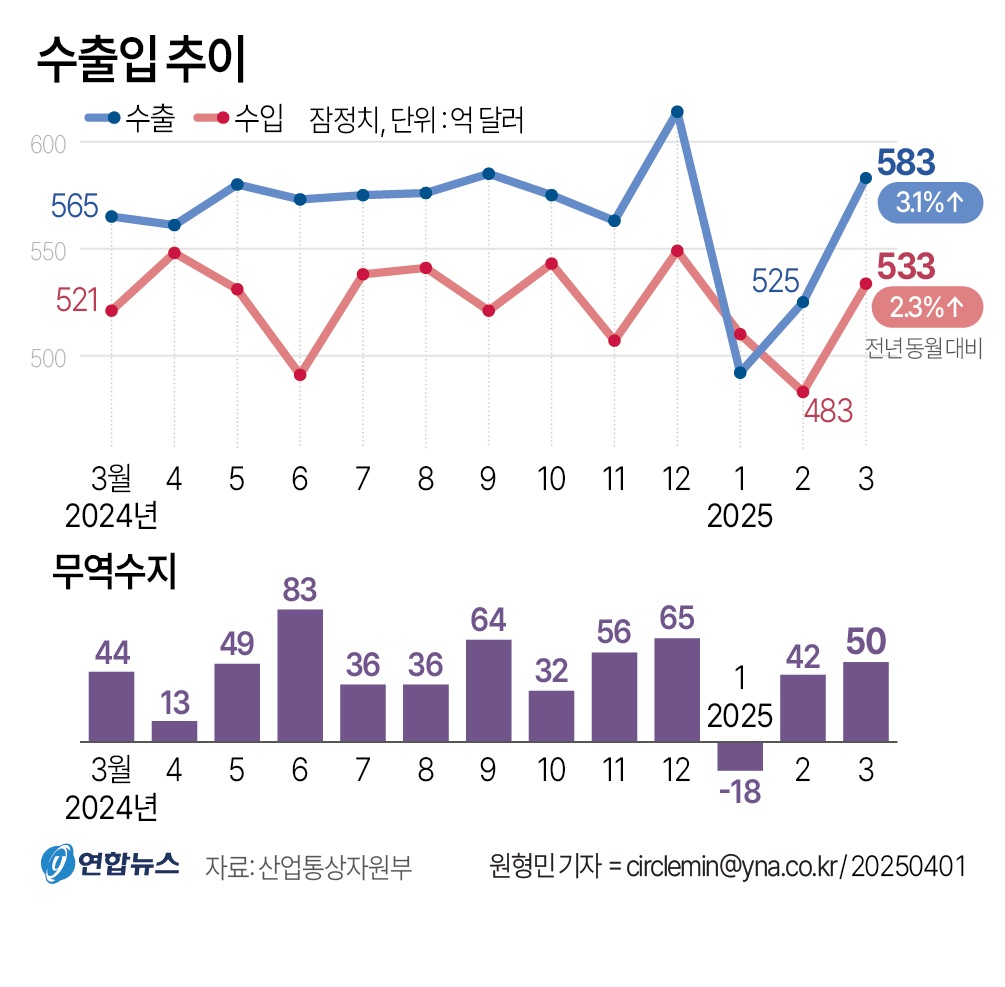 수출입 추이
수출 수입 잠정치, 단위 : 억 달러
600
550
500
565
521
583
3.1%↑
533
2.3%↑
전년 동월 대비
525
483
3월 4 5 6 7 8 9 10 11 12 1 2 3
2024년 2025
무역수지
44 13 49 83 36 36 64 32 56 65 -18 42 50
1
2025
3월 4 5 6 7 8 9 10 11 12 2 3
2024년
연합뉴스 자료: 산업통상자원부 원형민 기자 = circlemin@yna.co.kr / 20250401